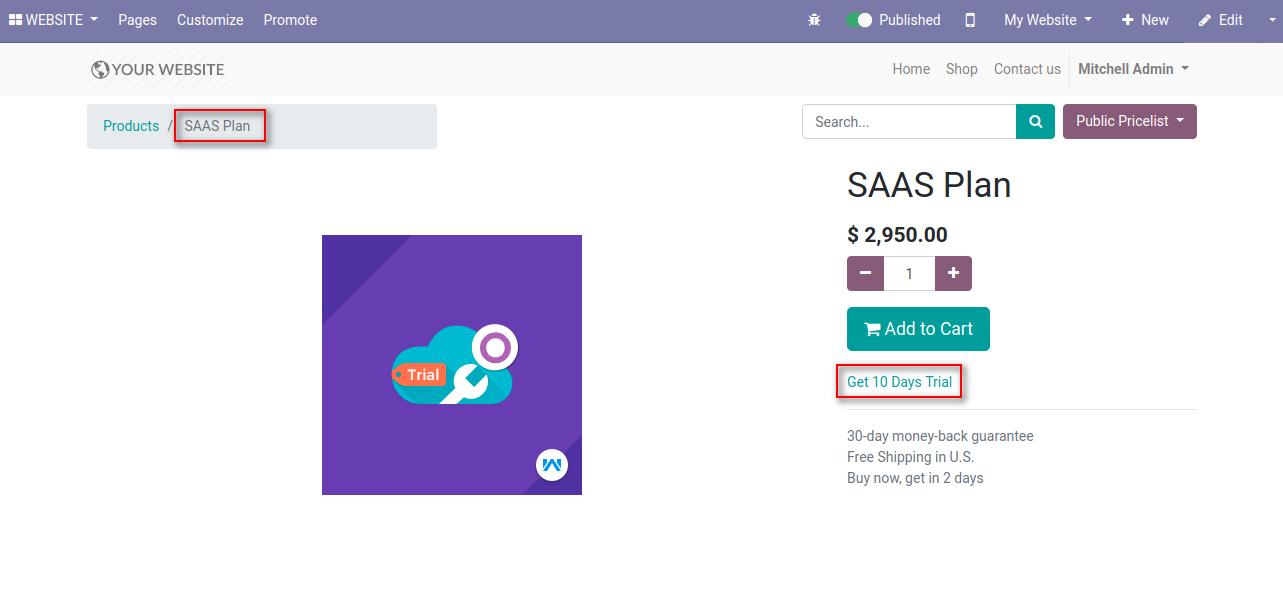 WEBSITE Pages Customize Promote Published My Website New Edit
YOUR WEBSITE Home Shop Contact us Mitchell Admin
Products / SAAS Plan Search... Public Pricelist
SAAS Plan
$ 2,950.00
1
Add to Cart
Trial
Get 10 Days Trial
30-day money-back guarantee
Free Shipping in U.S.
Buy now, get in 2 days